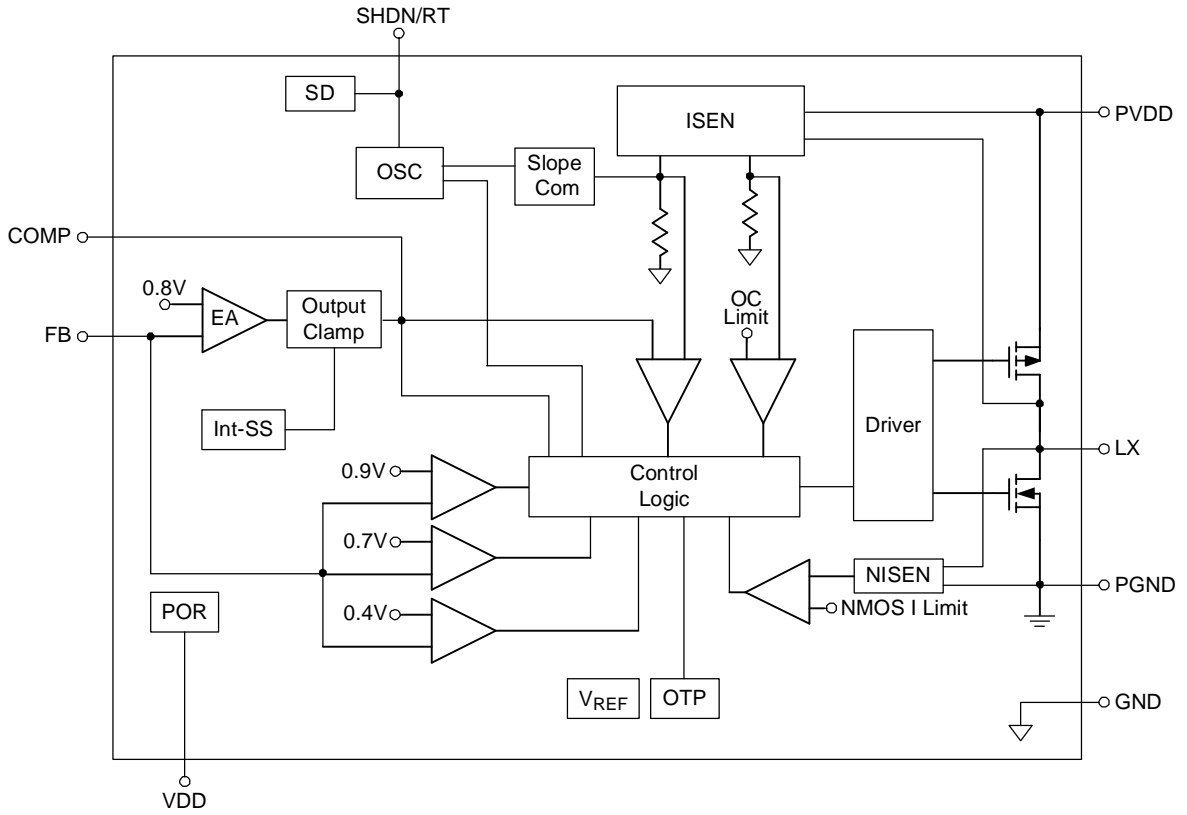 SHDN/RT
SD
ISEN
PVDD
OSC
Slope
Com
COMP
0.8V
EA
Output
Clamp
OC
Limit
FB
Int-SS
Driver
LX
0.9V
Control
Logic
0.7V
NISEN
PGND
POR
0.4V
NMOS I Limit
VREF
OTP
GND
VDD